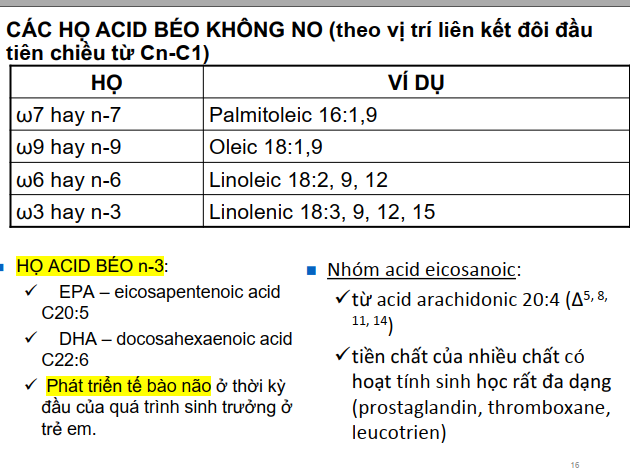 CÁC HỌ ACID BÉO KHÔNG NO (theo vị trí liên kết đôi đầu
tiên chiều từ Cn-C1)
HỌ VÍ DỤ
ω7 hay n-7 Palmitoleic 16:1,9
ω9 hay n-9 Oleic 18:1,9
ω6 hay n-6 Linoleic 18:2, 9, 12
ω3 hay n-3 Linolenic 18:3, 9, 12, 15
■ HỌ ACID BÉO n-3:
✓ EPA – eicosapentenoic acid
C20:5
✓ DHA – docosahexaenoic acid
C22:6
✓ Phát triển tế bào não ở thời kỳ
đầu của quá trình sinh trưởng ở
trẻ em.
■ Nhóm acid eicosanoic:
✓từ acid arachidonic 20:4 (Δ5, 8,
11, 14)
✓tiền chất của nhiều chất có
hoạt tính sinh học rất đa dạng
(prostaglandin, thromboxane,
leucotrien)
16